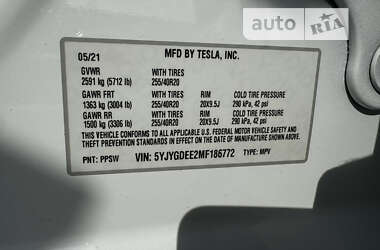 auto RIA
05/21 MFD BY TESLA, INC.
GVWR WITH TIRES
2591 kg (5712 lb) 255/40R20
GAWR FRT WITH TIRES RIM COLD TIRE PRESSURE
1363 kg (3004 lb) 255/40R20 20X9.5J 290 kPa, 42 psi
GAWR RR WITH TIRES RIM COLD TIRE PRESSURE
1500 kg (3306 lb) 255/40R20 20X9.5J 290 kPa, 42 psi
THIS VEHICLE CONFORMS TO ALL APPLICABLE U.S. FEDERAL MOTOR VEHICLE SAFETY AND
THEFT PREVENTION STANDARDS IN EFFECT ON THE DATE OF MANUFACTURE SHOWN ABOVE.
PNT: PPSW VIN: 5YJYGDEE2MF186772 TYPE: MPV